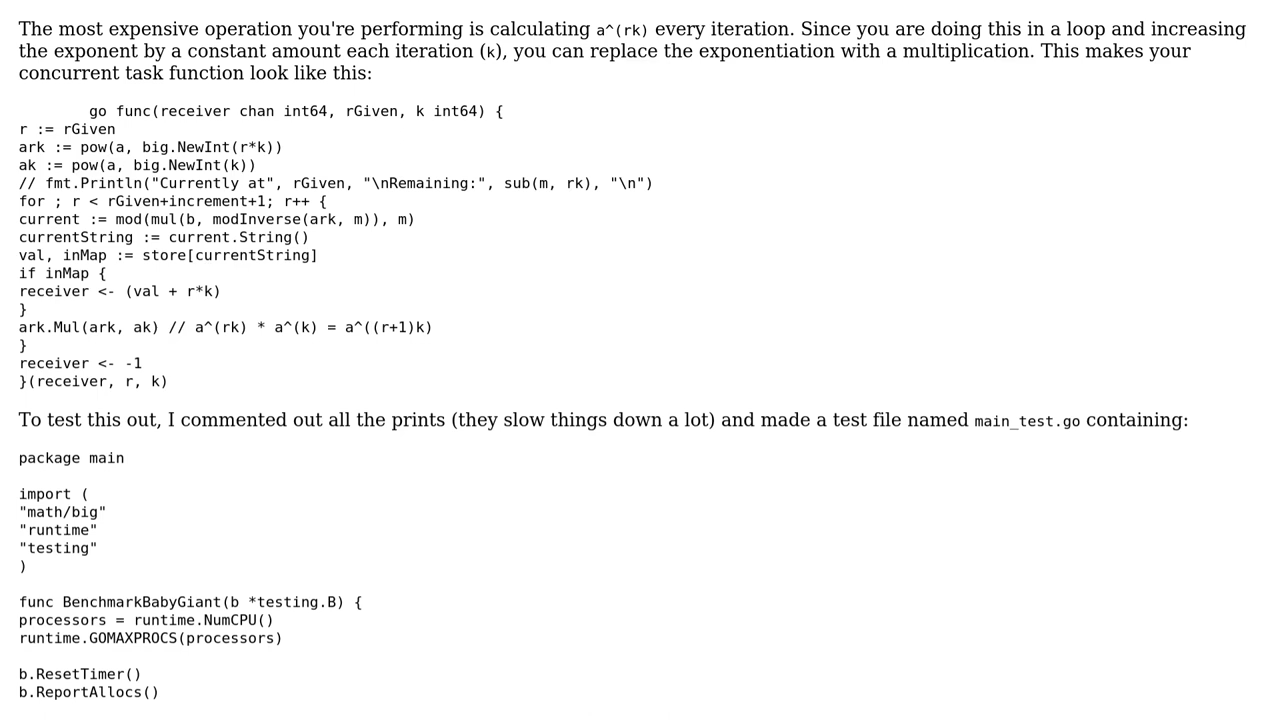 The most expensive operation you're performing is calculating a^(rk) every iteration. Since you are doing this in a loop and increasing
the exponent by a constant amount each iteration (k), you can replace the exponentiation with a multiplication. This makes your
concurrent task function look like this:
go func(receiver chan int64, rGiven, k int64) {
r := rGiven
ark := pow(a, big.NewInt(r*k))
ak := pow(a, big.NewInt(k))
// fmt.Println("Currently at", rGiven, "\nRemaining:", sub(m, rk), "\n")
for ; r < rGiven+increment+1; r++ {
current := mod(mul(b, modInverse(ark, m)), m)
currentString := current.String()
val, inMap := store[currentString]
if inMap {
receiver <- (val + r*k)
}
ark.Mul(ark, ak) // a^(rk) * a^(k) = a^((r+1)k)
}
receiver <- -1
}(receiver, r, k)
To test this out, I commented out all the prints (they slow things down a lot) and made a test file named main_test.go containing:
package main
import (
"math/big"
"runtime"
"testing"
)
func BenchmarkBabyGiant(b *testing.B) {
processors = runtime.NumCPU()
runtime.GOMAXPROCS(processors)
b.ResetTimer()
b.ReportAllocs()